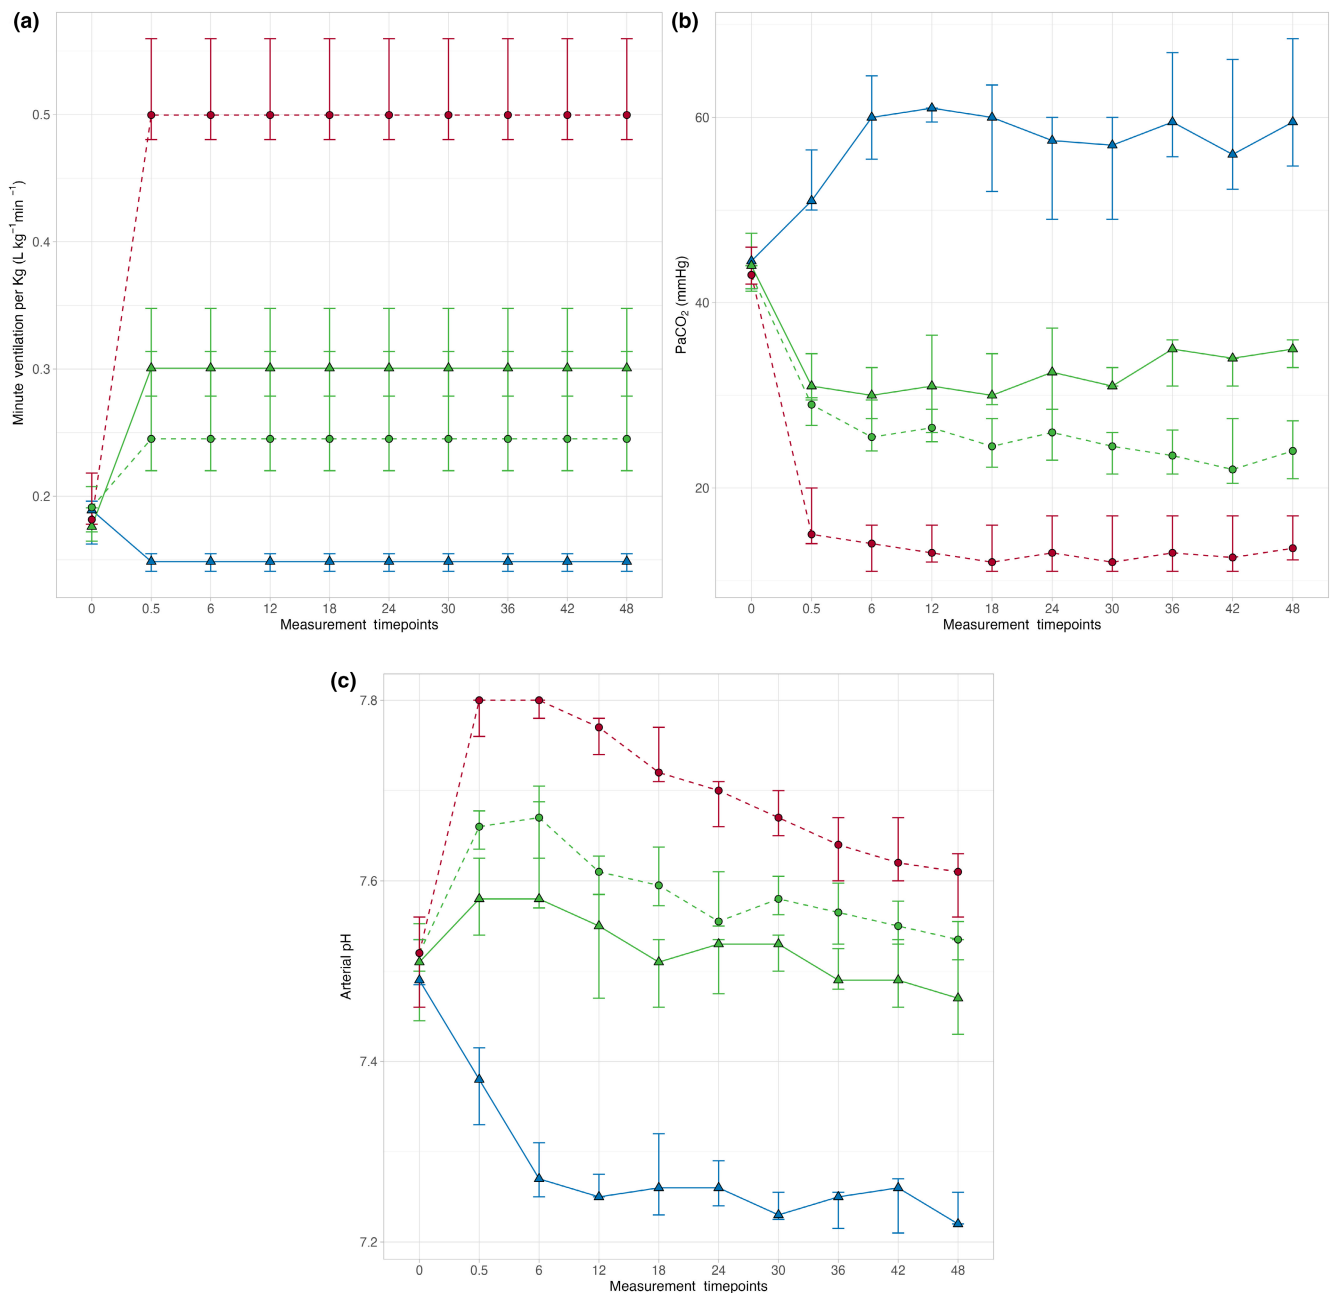 (a)
0.5
0.4
0.3
0.2
Minute ventilation per Kg (L kg⁻¹min ⁻¹)
0 0.5 6 12 18 24 30 36 42 48
Measurement timepoints
(b)
60
40
20
PaCO₂ (mmHg)
0 0.5 6 12 18 24 30 36 42 48
Measurement timepoints
(c)
7.8
7.6
7.4
7.2
Arterial pH
0 0.5 6 12 18 24 30 36 42 48
Measurement timepoints